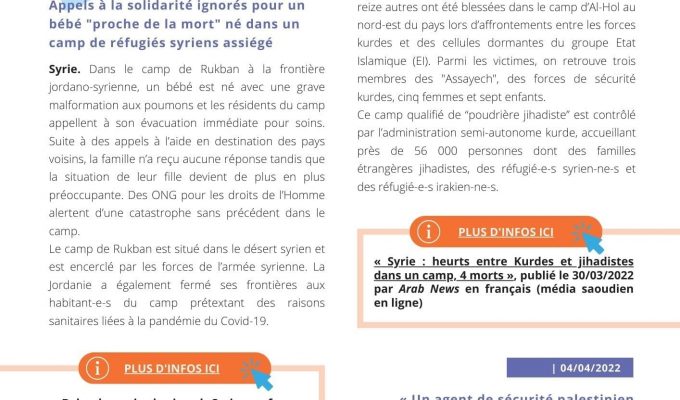 Appels à la solidarité ignorés pour un
bébé "proche de la mort" né dans un
camp de réfugiés syriens assiégé
Syrie. Dans le camp de Rukban à la frontière
jordano-syrienne, un bébé est né avec une grave
malformation aux poumons et les résidents du camp
appellent à son évacuation immédiate pour soins.
Suite à des appels à l'aide en destination des pays
voisins, la famille n'a reçu aucune réponse tandis que
la situation de leur fille devient de plus en plus
préoccupante. Des ONG pour les droits de l'Homme
alertent d'une catastrophe sans précédent dans le
camp.
Le camp de Rukban est situé dans le désert syrien et
est encerclé par les forces de l'armée syrienne. La
Jordanie a également fermé ses frontières aux
habitant-e-s du camp prétextant des raisons
sanitaires liées à la pandémie du Covid-19.
PLUS D'INFOS ICI
reize autres ont été blessées dans le camp d'Al-Hol au
nord-est du pays lors d'affrontements entre les forces
kurdes et des cellules dormantes du groupe Etat
Islamique (EI). Parmi les victimes, on retrouve trois
membres des "Assayech", des forces de sécurité
kurdes, cinq femmes et sept enfants.
Ce camp qualifié de "poudrière jihadiste" est contrôlé
par l'administration semi-autonome kurde, accueillant
près de 56 000 personnes dont des familles
étrangères jihadistes, des réfugié-e-s syrien-ne-s et
des réfugié-e-s irakien-ne-s.
PLUS D'INFOS ICI
« Syrie : heurts entre Kurdes et jihadistes
dans un camp, 4 morts », publié le 30/03/2022
par Arab News en français (média saoudien
en ligne)
| 04/04/2022
« Un agent de sécurité palestinien